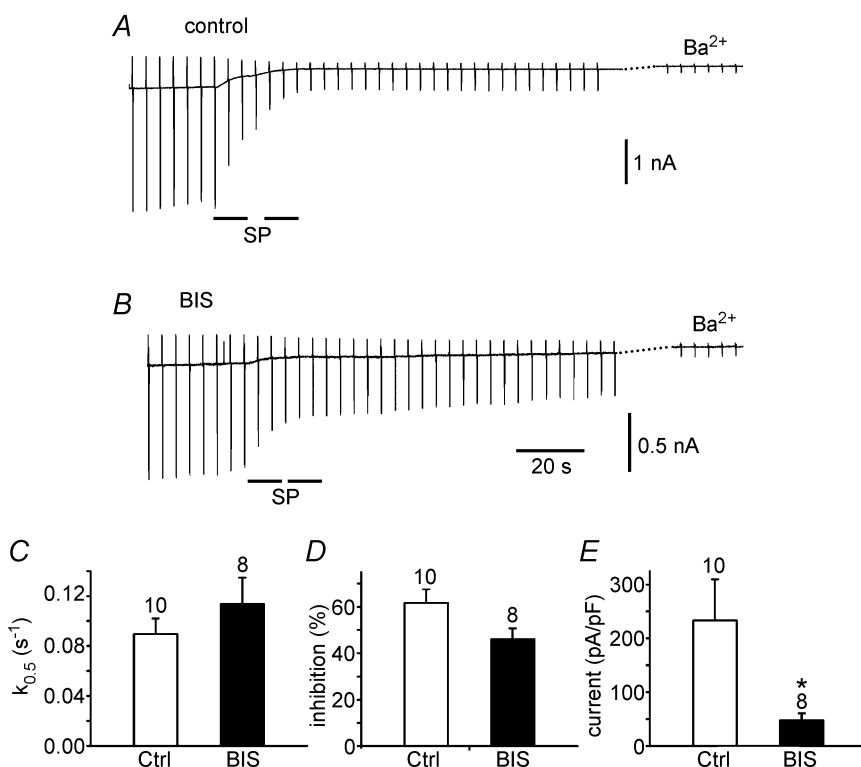 A
control
Ba²⁺
1 nA
SP
B
BIS
Ba²⁺
0.5 nA
20 s
SP
C
k₀.₅ (s⁻¹)
0.12
0.08
0.04
0.00
10
8
Ctrl
BIS
D
inhibition (%)
60
40
20
0
10
8
Ctrl
BIS
E
current (pA/pF)
300
200
100
50
0
10
*
8
Ctrl
BIS